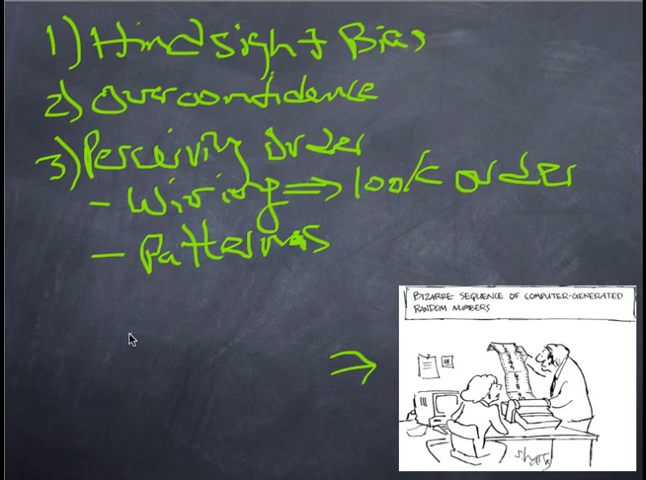 1) Hindsight Bias
2) overconfidence
3) Perceiving order
- Wiring ⇒ look order
- Patterns
⇒
BIZARRE SEQUENCE OF COMPUTER-GENERATED
RANDOM NUMBERS